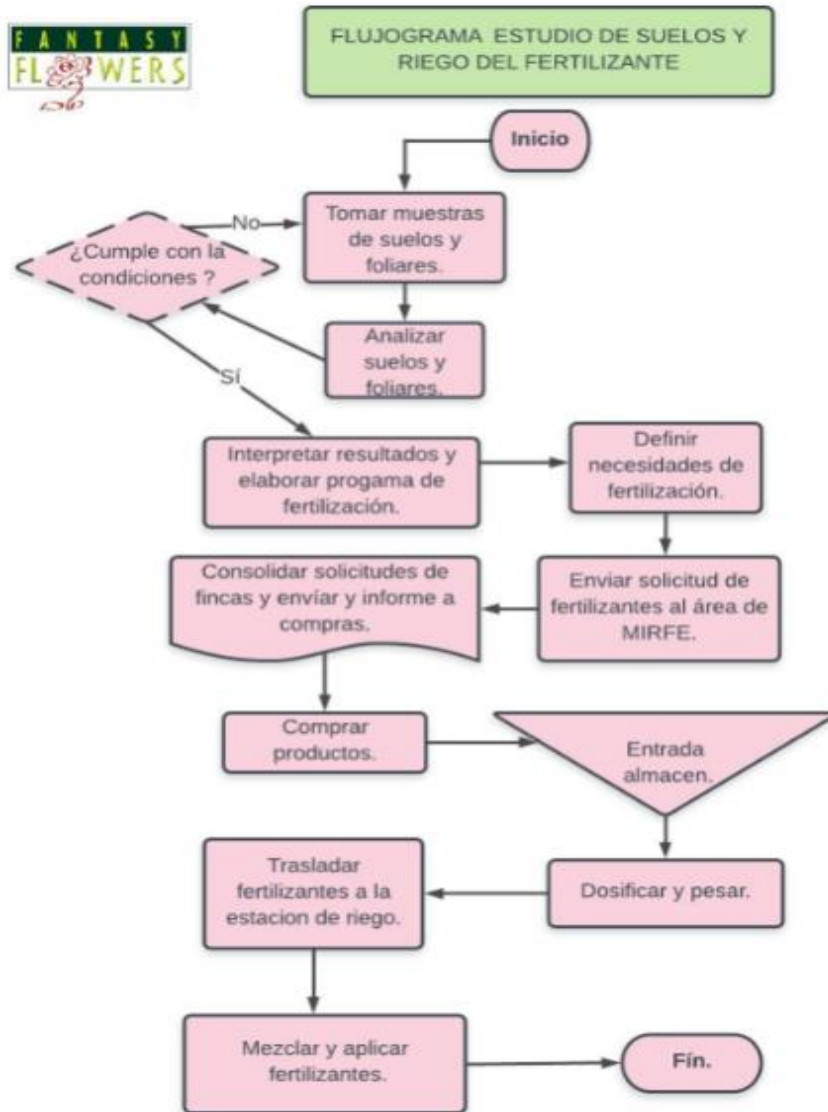 FANTASY
FLOWERS
FLUJOGRAMA ESTUDIO DE SUELOS Y
RIEGO DEL FERTILIZANTE
Inicio
Tomar muestras
de suelos y
foliares.
No
¿Cumple con la
condiciones ?
Analizar
suelos y
foliares.
Sí
Interpretar resultados y
elaborar progama de
fertilización.
Definir
necesidades de
fertilización.
Enviar solicitud de
fertilizantes al área de
MIRFE.
Consolidar solicitudes de
fincas y envíar y informe a
compras.
Comprar
productos.
Entrada
almacen.
Dosificar y pesar.
Trasladar
fertilizantes a la
estacion de riego.
Mezclar y aplicar
fertilizantes.
Fín.